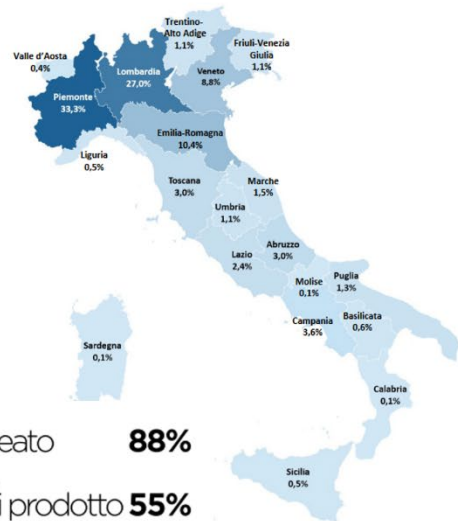 Trentino-
Alto Adige
1,1%
Friuli-Venezia
Giulia
1,1%
Valle d'Aosta
0,4%
Lombardia
27,0%
Veneto
8,8%
Piemonte
33,3%
Emilia-Romagna
10,4%
Liguria
0,5%
Toscana
3,0%
Marche
1,5%
Umbria
1,1%
Lazio
2,4%
Abruzzo
3,0%
Molise
0,1%
Puglia
1,3%
Campania
3,6%
Basilicata
0,6%
Sardegna
0,1%
Calabria
0,1%
Sicilia
0,5%
eato 88%
i prodotto 55%